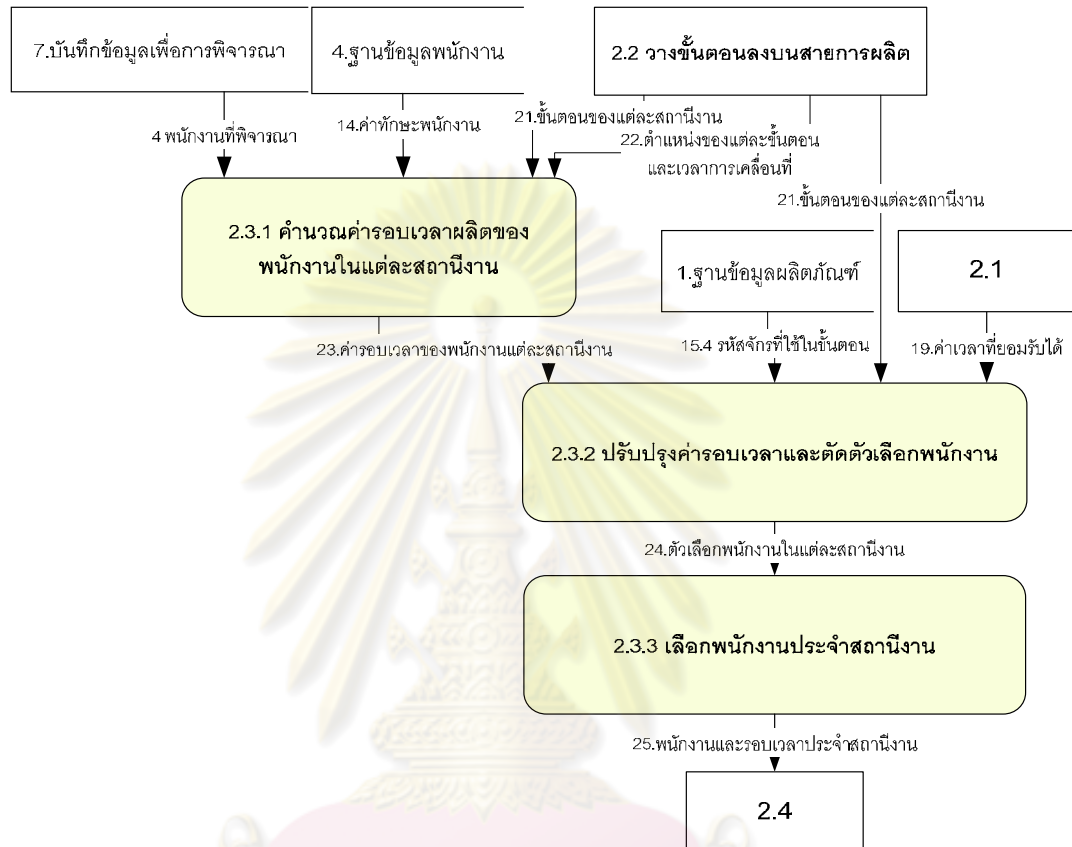 7.บันทึกข้อมูลเพื่อการพิจารณา
4.ฐานข้อมูลพนักงาน
2.2 วางขั้นตอนลงบนสายการผลิต
4 พนักงานที่พิจารณา
14.ค่าทักษะพนักงาน
21.ขั้นตอนของแต่ละสถานีงาน
22.ตำแหน่งของแต่ละขั้นตอน
และเวลาการเคลื่อนที่
21.ขั้นตอนของแต่ละสถานีงาน
2.3.1 คำนวณค่ารอบเวลาผลิตของ
พนักงานในแต่ละสถานีงาน
1.ฐานข้อมูลผลิตภัณฑ์
2.1
23.ค่ารอบเวลาของพนักงานแต่ละสถานีงาน
15.4 รหัสจักรที่ใช้ในขั้นตอน
19.ค่าเวลาที่ยอมรับได้
2.3.2 ปรับปรุงค่ารอบเวลาและตัดตัวเลือกพนักงาน
24.ตัวเลือกพนักงานในแต่ละสถานีงาน
2.3.3 เลือกพนักงานประจำสถานีงาน
25.พนักงานและรอบเวลาประจำสถานีงาน
2.4